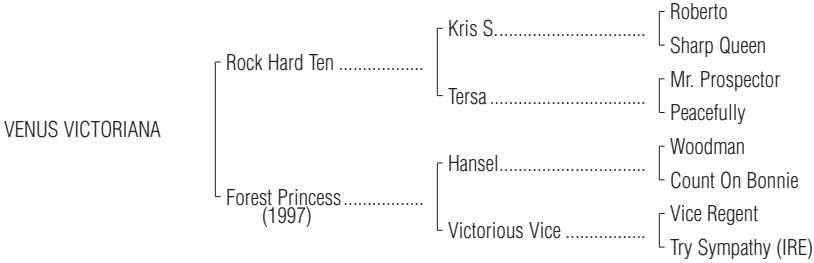 Roberto
Kris S..................................
Sharp Queen
Rock Hard Ten ..................
Mr. Prospector
Tersa ...................................
Peacefully
VENUS VICTORIANA
Woodman
Hansel.................................
Count On Bonnie
Forest Princess.................
(1997)
Vice Regent
Victorious Vice ..................
Try Sympathy (IRE)